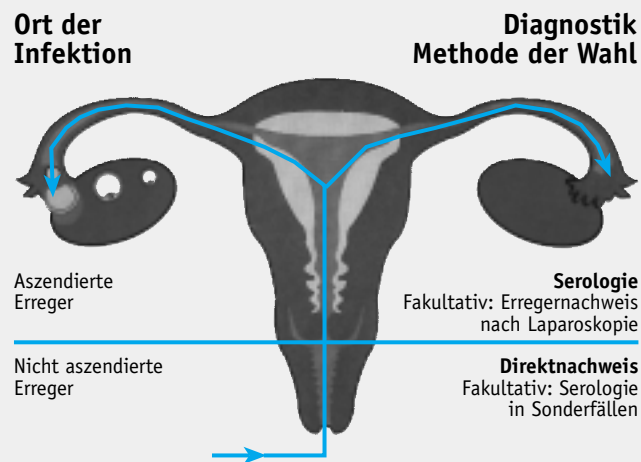 Ort der
Infektion
Diagnostik
Methode der Wahl
Aszendierte
Erreger
Serologie
Fakultativ: Erregernachweis
nach Laparoskopie
Nicht aszendierte
Erreger
Direktnachweis
Fakultativ: Serologie
in Sonderfällen